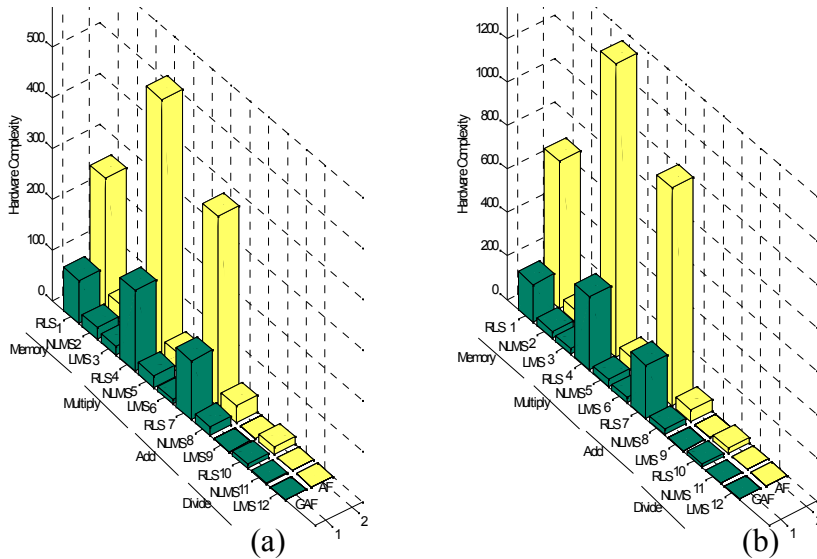 500
400
300
200
100
0
Hardware Complexity
RLS 1
NLMS 2
LMS 3
RLS 4
NLMS 5
LMS 6
RLS 7
NLMS 8
LMS 9
RLS 10
NLMS 11
LMS 12
Memory
Multiply
Add
Divide
GAF
AF
1
2
(a)
1200
1000
800
600
400
200
0
Hardware Complexity
RLS 1
NLMS 2
LMS 3
RLS 4
NLMS 5
LMS 6
RLS 7
NLMS 8
LMS 9
RLS 10
NLMS 11
LMS 12
Memory
Multiply
Add
Divide
GAF
AF
1
(b)